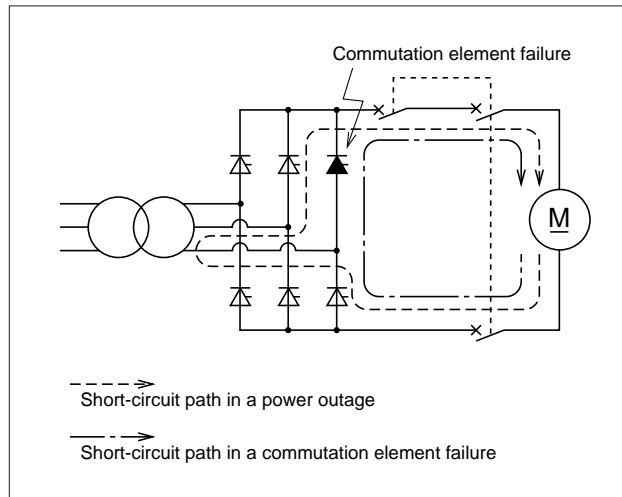 Commutation element failure
M
Short-circuit path in a power outage
Short-circuit path in a commutation element failure